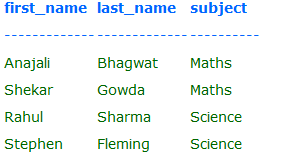 first_name last_name subject
------------- ------------- ----------
Anajali Bhagwat Maths
Shekar Gowda Maths
Rahul Sharma Science
Stephen Fleming Science